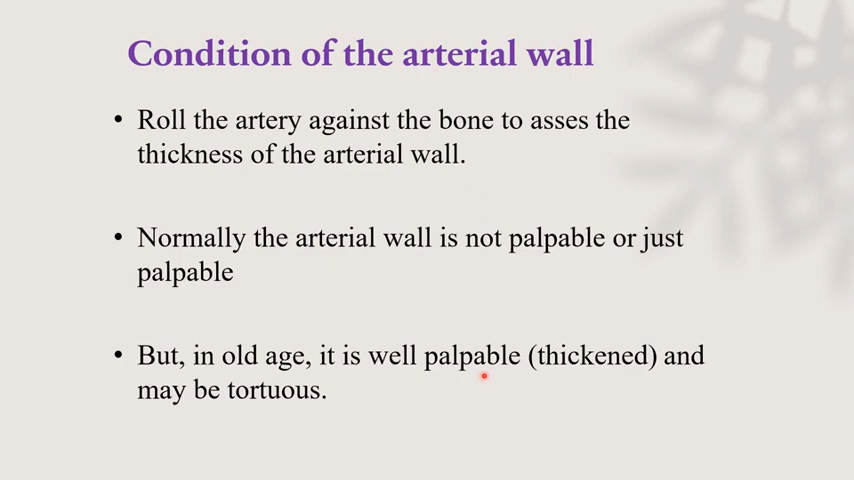 Condition of the arterial wall
• Roll the artery against the bone to asses the
thickness of the arterial wall.
• Normally the arterial wall is not palpable or just
palpable
• But, in old age, it is well palpable (thickened) and
may be tortuous.